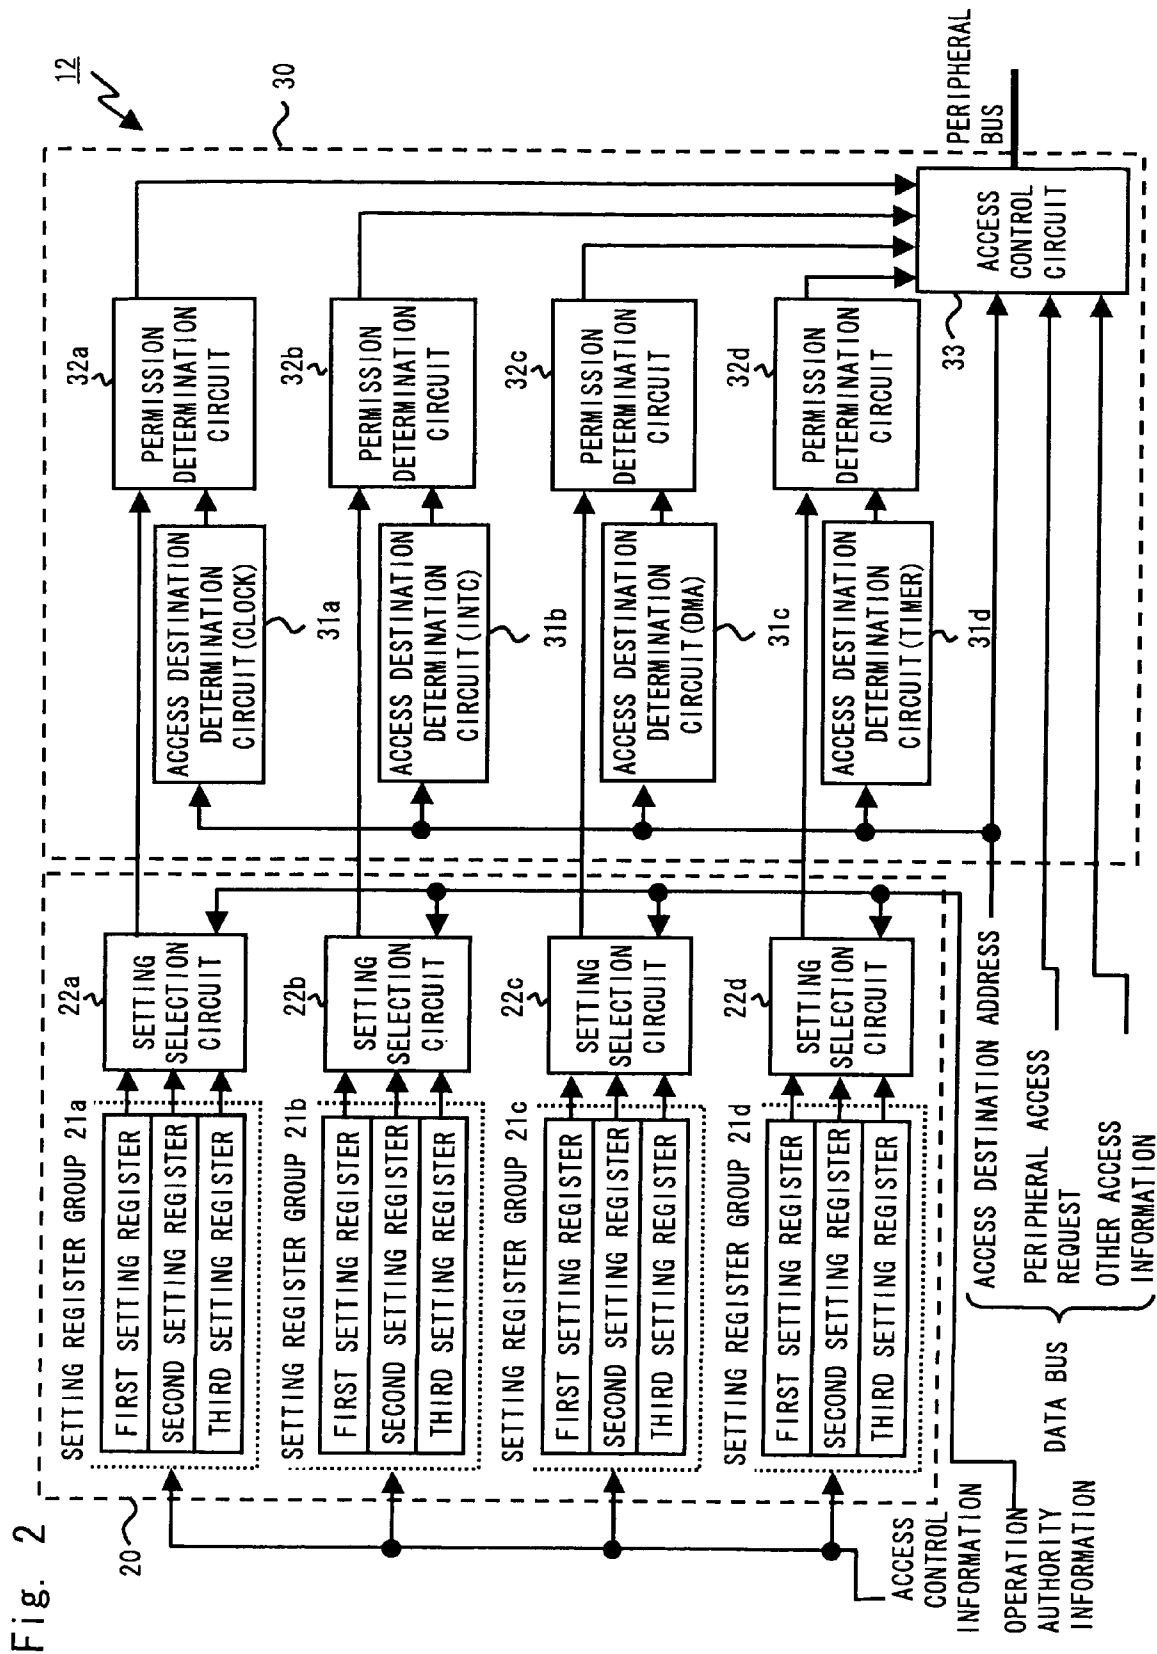 Fig. 2
12
20
30
SETTING REGISTER GROUP 21a
FIRST SETTING REGISTER
SECOND SETTING REGISTER
THIRD SETTING REGISTER
22a
SETTING
SELECTION
CIRCUIT
ACCESS DESTINATION
DETERMINATION
CIRCUIT(CLOCK)
31a
32a
PERMISSION
DETERMINATION
CIRCUIT
SETTING REGISTER GROUP 21b
FIRST SETTING REGISTER
SECOND SETTING REGISTER
THIRD SETTING REGISTER
22b
SETTING
SELECTION
CIRCUIT
ACCESS DESTINATION
DETERMINATION
CIRCUIT(INTC)
31b
32b
PERMISSION
DETERMINATION
CIRCUIT
SETTING REGISTER GROUP 21c
FIRST SETTING REGISTER
SECOND SETTING REGISTER
THIRD SETTING REGISTER
22c
SETTING
SELECTION
CIRCUIT
ACCESS DESTINATION
DETERMINATION
CIRCUIT(DMA)
31c
32c
PERMISSION
DETERMINATION
CIRCUIT
SETTING REGISTER GROUP 21d
FIRST SETTING REGISTER
SECOND SETTING REGISTER
THIRD SETTING REGISTER
22d
SETTING
SELECTION
CIRCUIT
ACCESS DESTINATION
DETERMINATION
CIRCUIT(TIMER)
31d
32d
PERMISSION
DETERMINATION
CIRCUIT
33
ACCESS
CONTROL
CIRCUIT
PERIPHERAL
BUS
ACCESS
CONTROL
INFORMATION
OPERATION
AUTHORITY
INFORMATION
DATA BUS
ACCESS DESTINATION ADDRESS
PERIPHERAL ACCESS
REQUEST
OTHER ACCESS
INFORMATION